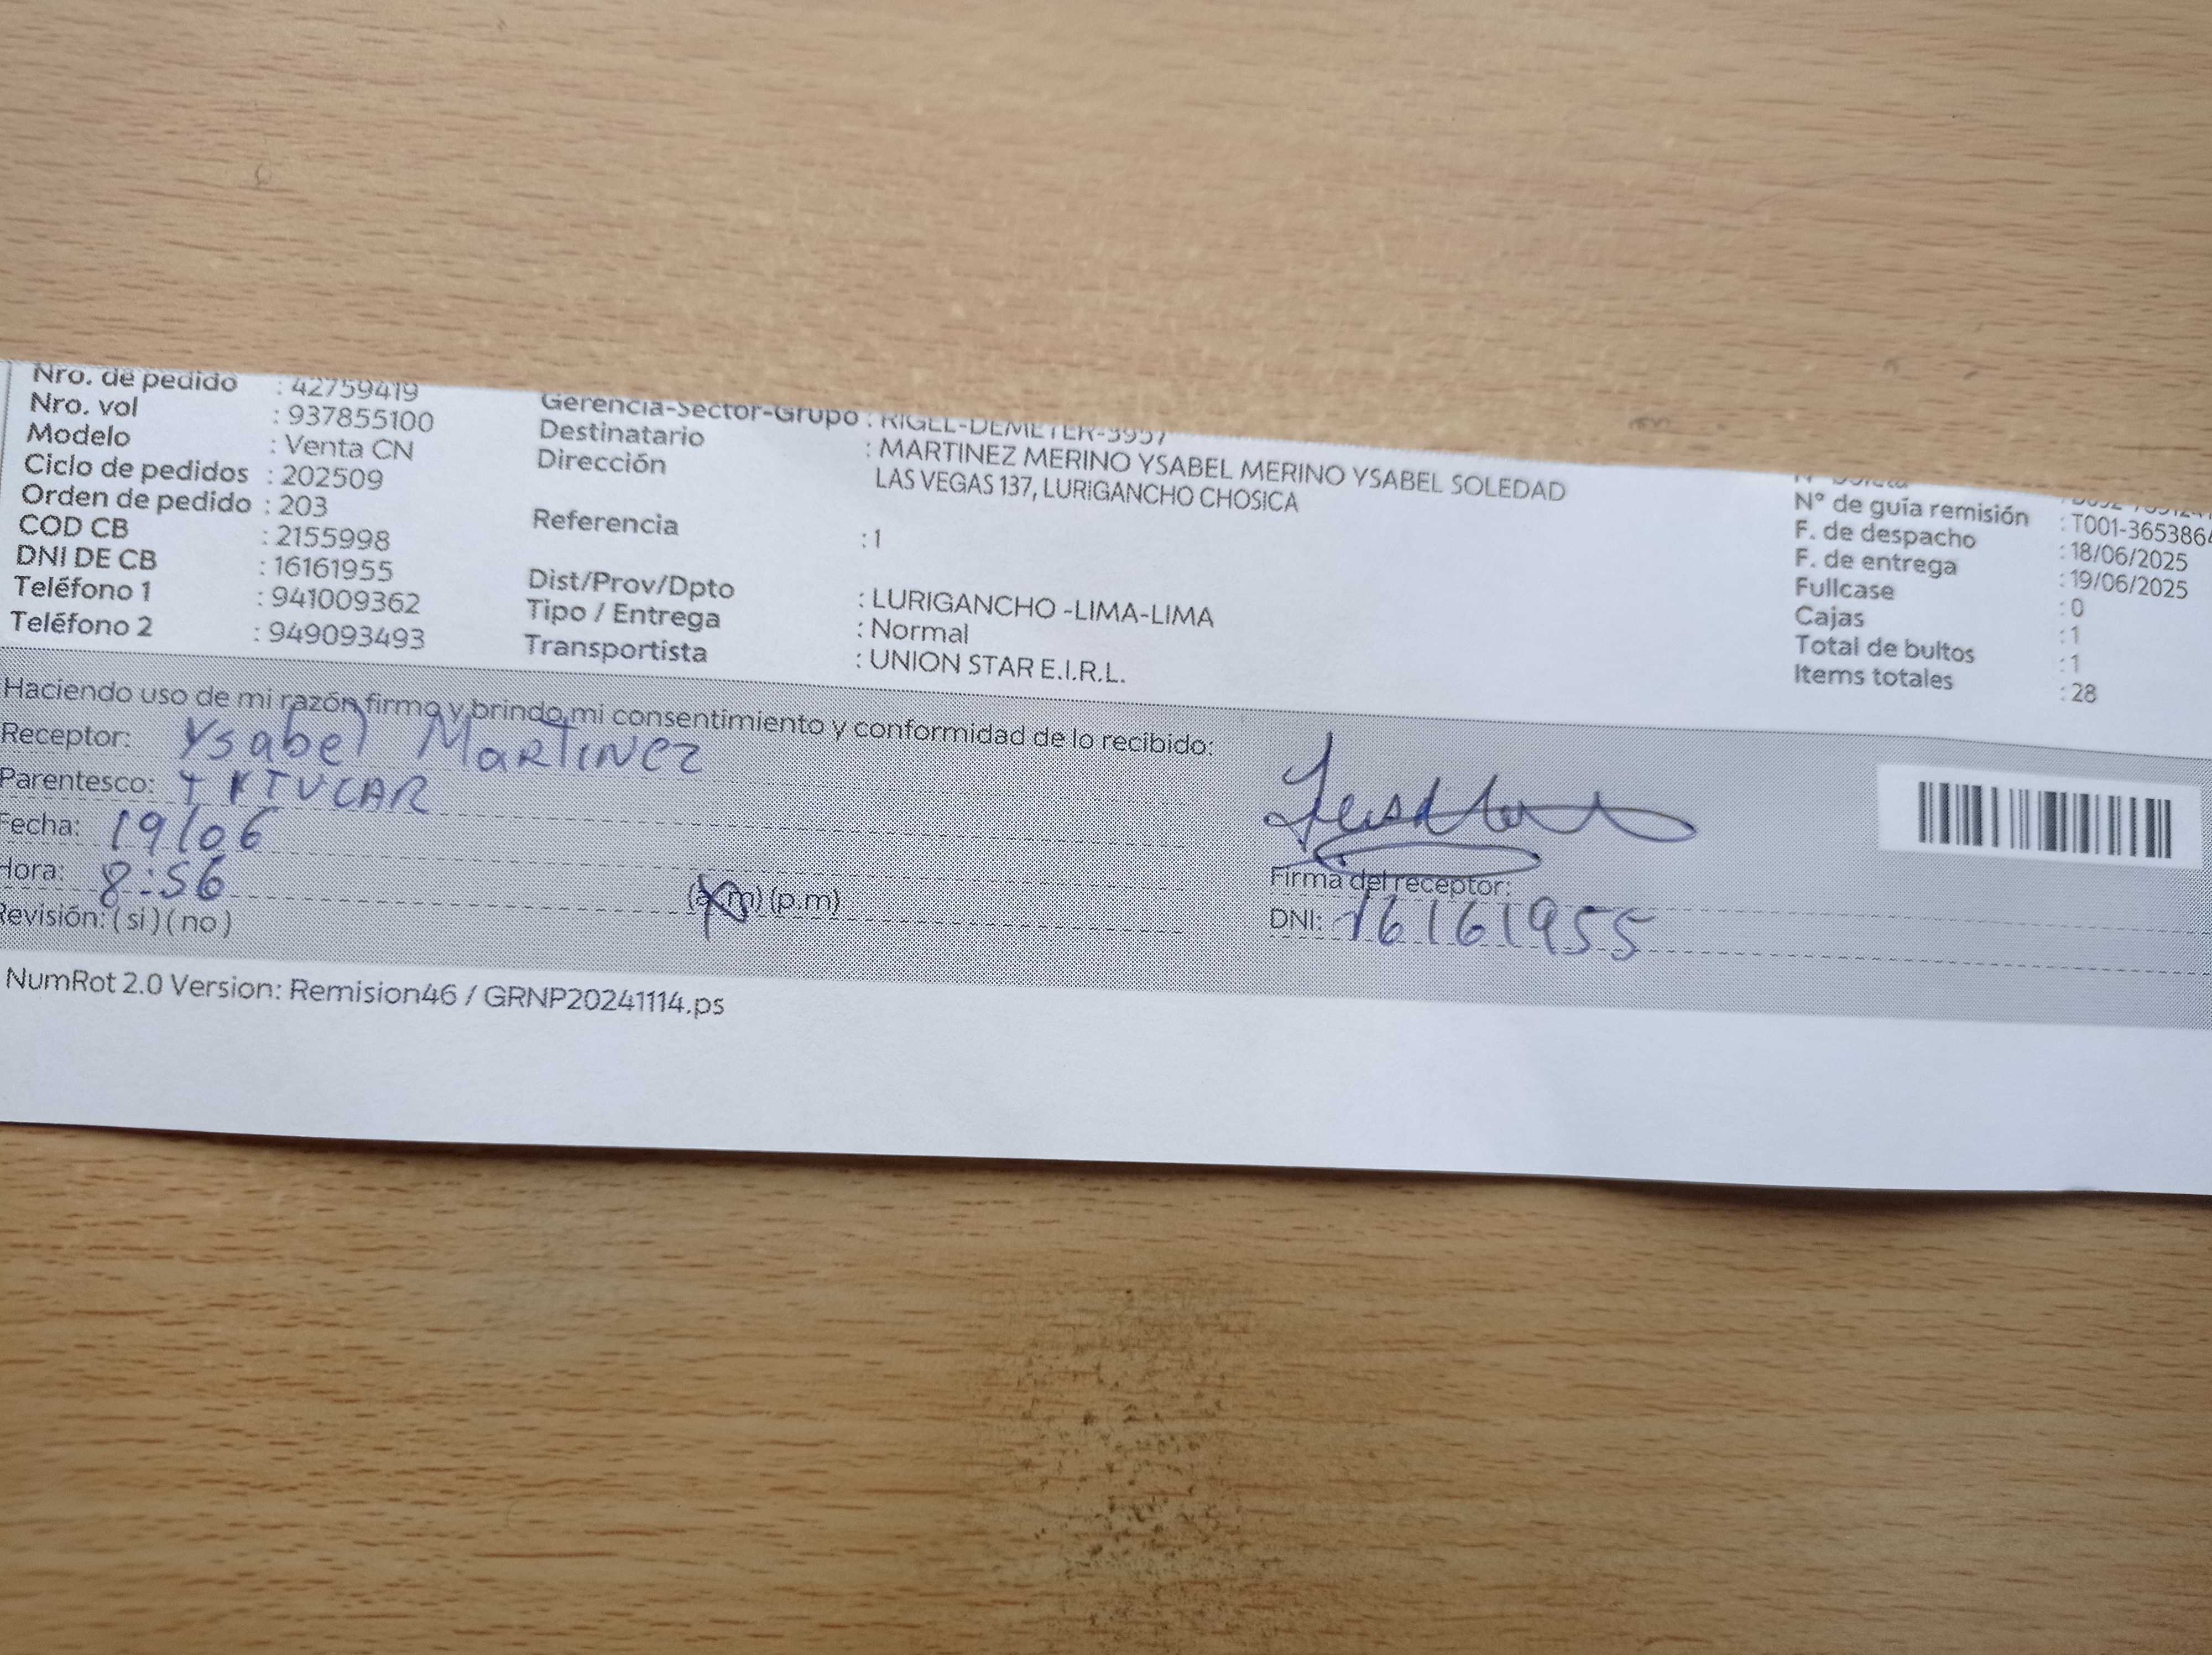 Nro. de pedido : 42759419
Nro. vol : 937855100
Modelo : Venta CN
Ciclo de pedidos : 202509
Orden de pedido : 203
COD CB : 2155998
DNI DE CB : 16161955
Teléfono 1 : 941009362
Teléfono 2 : 949093493
Gerencia-Sector-Grupo : RIGEL-DEMETER-3957
Destinatario : MARTINEZ MERINO YSABEL MERINO YSABEL SOLEDAD
Dirección LAS VEGAS 137, LURIGANCHO CHOSICA
Referencia : 1
Dist/Prov/Dpto : LURIGANCHO -LIMA-LIMA
Tipo / Entrega : Normal
Transportista : UNION STAR E.I.R.L.
N° de guía remisión : T001-365386
F. de despacho : 18/06/2025
F. de entrega : 19/06/2025
Fullcase : 0
Cajas : 1
Total de bultos : 1
Items totales : 28
Haciendo uso de mi razón firmo y brindo mi consentimiento y conformidad de lo recibido:
Receptor: Ysabel Martinez
Parentesco:
Fecha: 19/06
Hora: 8:56 (a.m) (p.m)
Revisión: ( si ) ( no )
Firma del receptor:
DNI: 16161955
NumRot 2.0 Version: Remision46 / GRNP20241114.ps